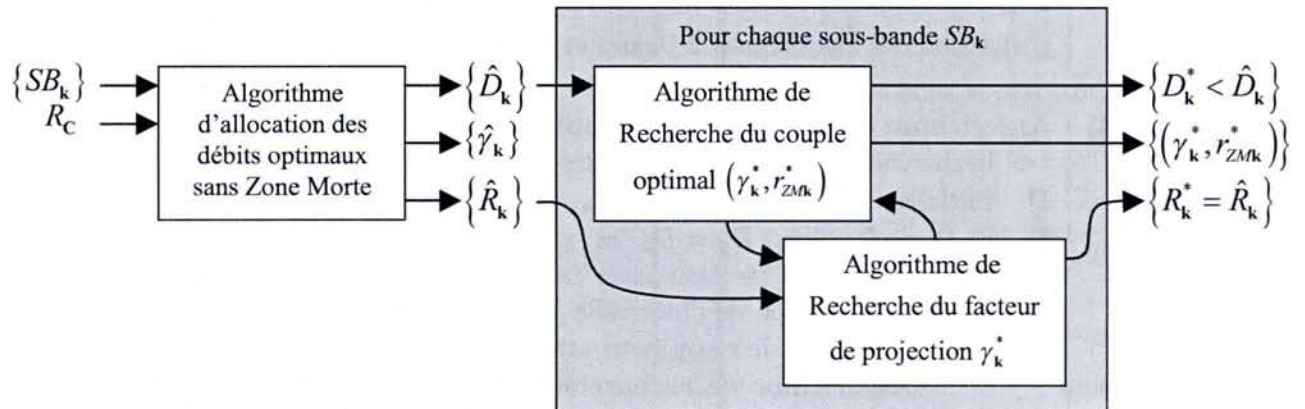 Pour chaque sous-bande SB_k
{SB_k}
R_C
Algorithme
d'allocation des
débits optimaux
sans Zone Morte
{D̂_k}
{γ̂_k}
{R̂_k}
Algorithme de
Recherche du couple
optimal (γ*_k, r*_ZMk)
Algorithme de
Recherche du facteur
de projection γ*_k
{D*_k < D̂_k}
{(γ*_k, r*_ZMk)}
{R*_k = R̂_k}